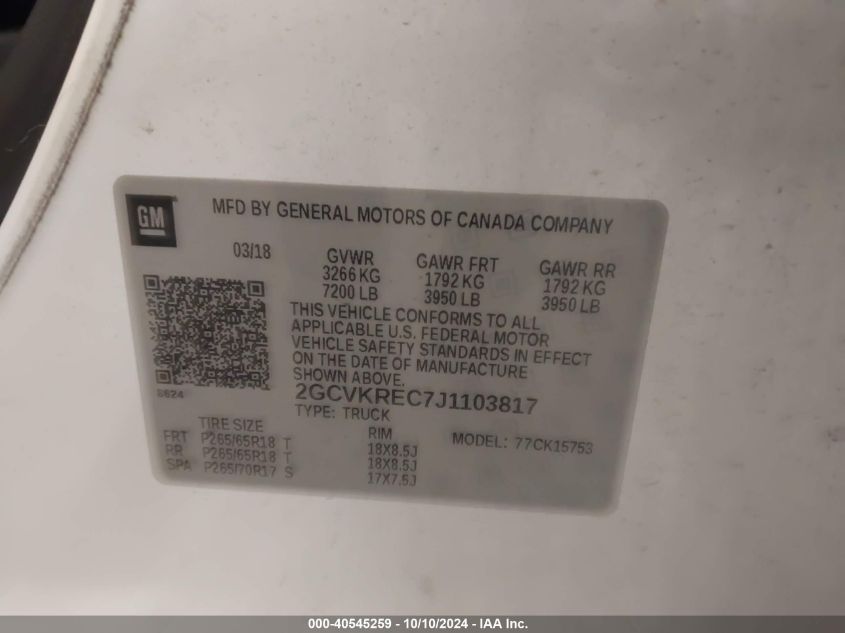 GM
MFD BY GENERAL MOTORS OF CANADA COMPANY
03/18
GVWR
3266 KG
7200 LB
GAWR FRT
1792 KG
3950 LB
GAWR RR
1792 KG
3950 LB
THIS VEHICLE CONFORMS TO ALL
APPLICABLE U.S. FEDERAL MOTOR
VEHICLE SAFETY STANDARDS IN EFFECT
ON THE DATE OF MANUFACTURE
SHOWN ABOVE.
8624
2GCVKREC7J1103817
TYPE: TRUCK
MODEL: 77CK15753
TIRE SIZE
RIM
FRT P265/65R18 T 18X8.5J
RR P265/65R18 T 18X8.5J
SPA P265/70R17 S 17X7.5J
000-40545259 - 10/10/2024 - IAA Inc.